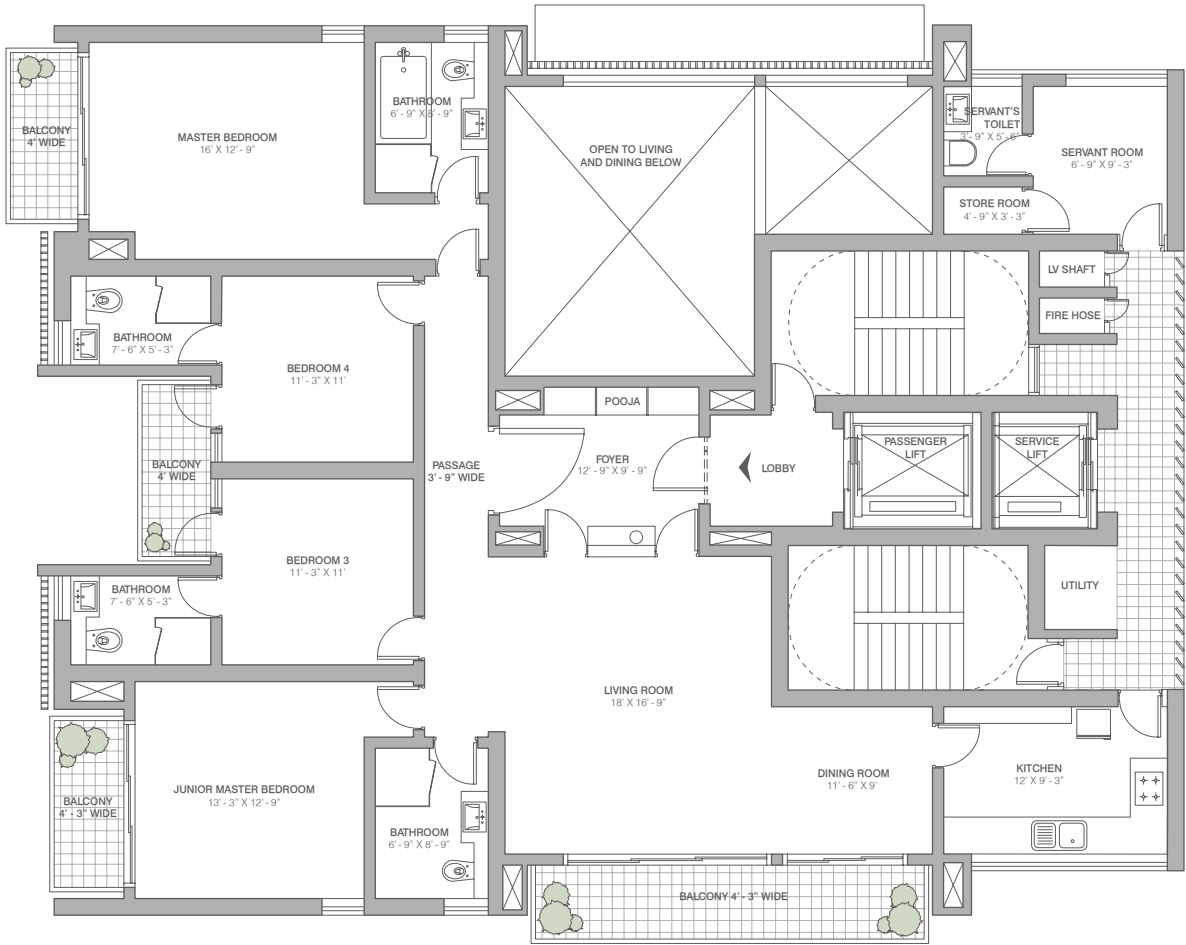 MASTER BEDROOM
16' X 12' - 9"
BALCONY
4' WIDE
BATHROOM
6' - 9" X 8' - 9"
OPEN TO LIVING
AND DINING BELOW
SERVANT'S
TOILET
3' - 9" X 5' - 6"
SERVANT ROOM
6' - 9" X 9' - 3"
STORE ROOM
4' - 9" X 3' - 3"
LV SHAFT
FIRE HOSE
BATHROOM
7' - 6" X 5' - 3"
BEDROOM 4
11' - 3" X 11'
POOJA
BALCONY
4' WIDE
PASSAGE
3' - 9" WIDE
FOYER
12' - 9" X 9' - 9"
LOBBY
PASSENGER
LIFT
SERVICE
LIFT
BEDROOM 3
11' - 3" X 11'
BATHROOM
7' - 6" X 5' - 3"
UTILITY
LIVING ROOM
18' X 16' - 9"
JUNIOR MASTER BEDROOM
13' - 3" X 12' - 9"
BALCONY
4' - 3" WIDE
BATHROOM
6' - 9" X 8' - 9"
DINING ROOM
11' - 6" X 9'
KITCHEN
12' X 9' - 3"
BALCONY 4' - 3" WIDE